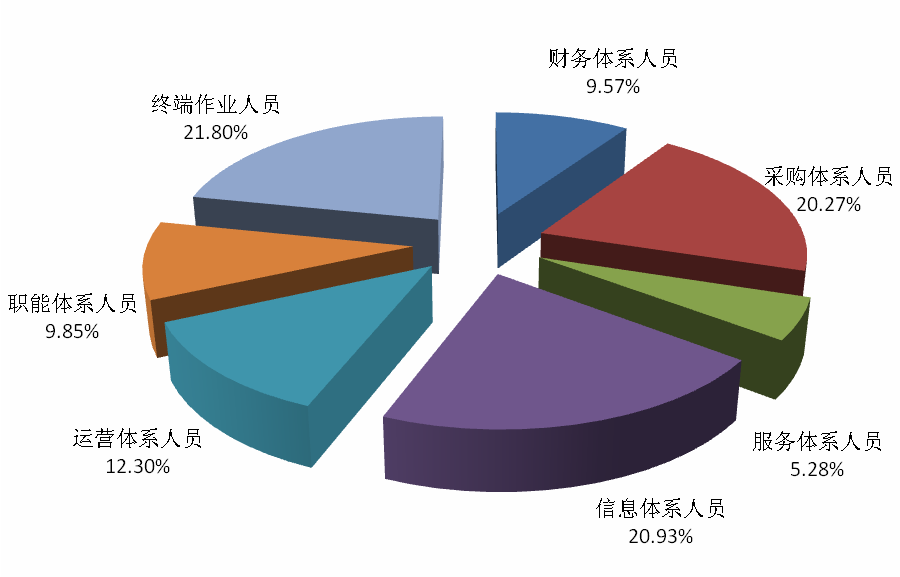 财务体系人员
9.57%
终端作业人员
21.80%
采购体系人员
20.27%
职能体系人员
9.85%
运营体系人员
12.30%
服务体系人员
5.28%
信息体系人员
20.93%